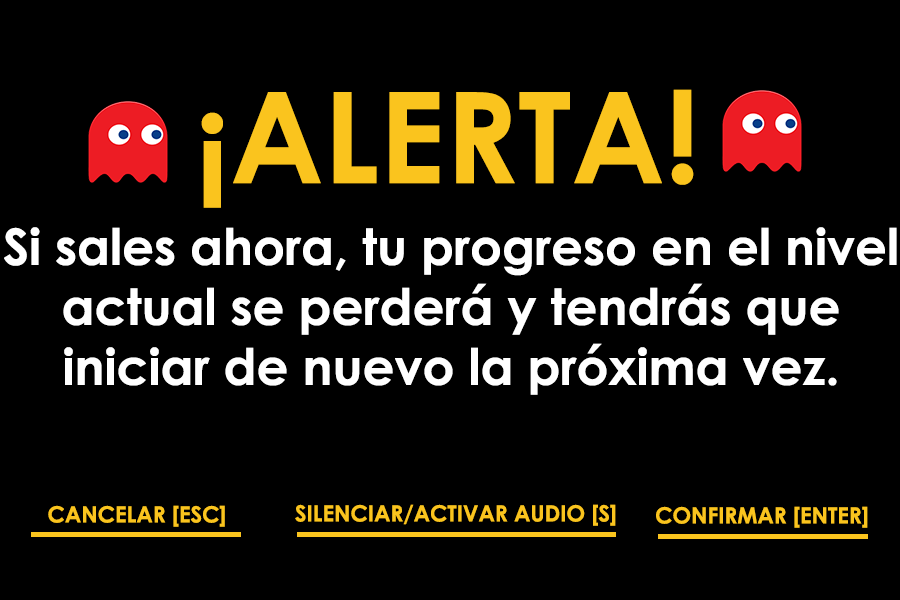 ¡ALERTA!
Si sales ahora, tu progreso en el nivel
actual se perderá y tendrás que
iniciar de nuevo la próxima vez.
CANCELAR [ESC]
SILENCIAR/ACTIVAR AUDIO [S]
CONFIRMAR [ENTER]